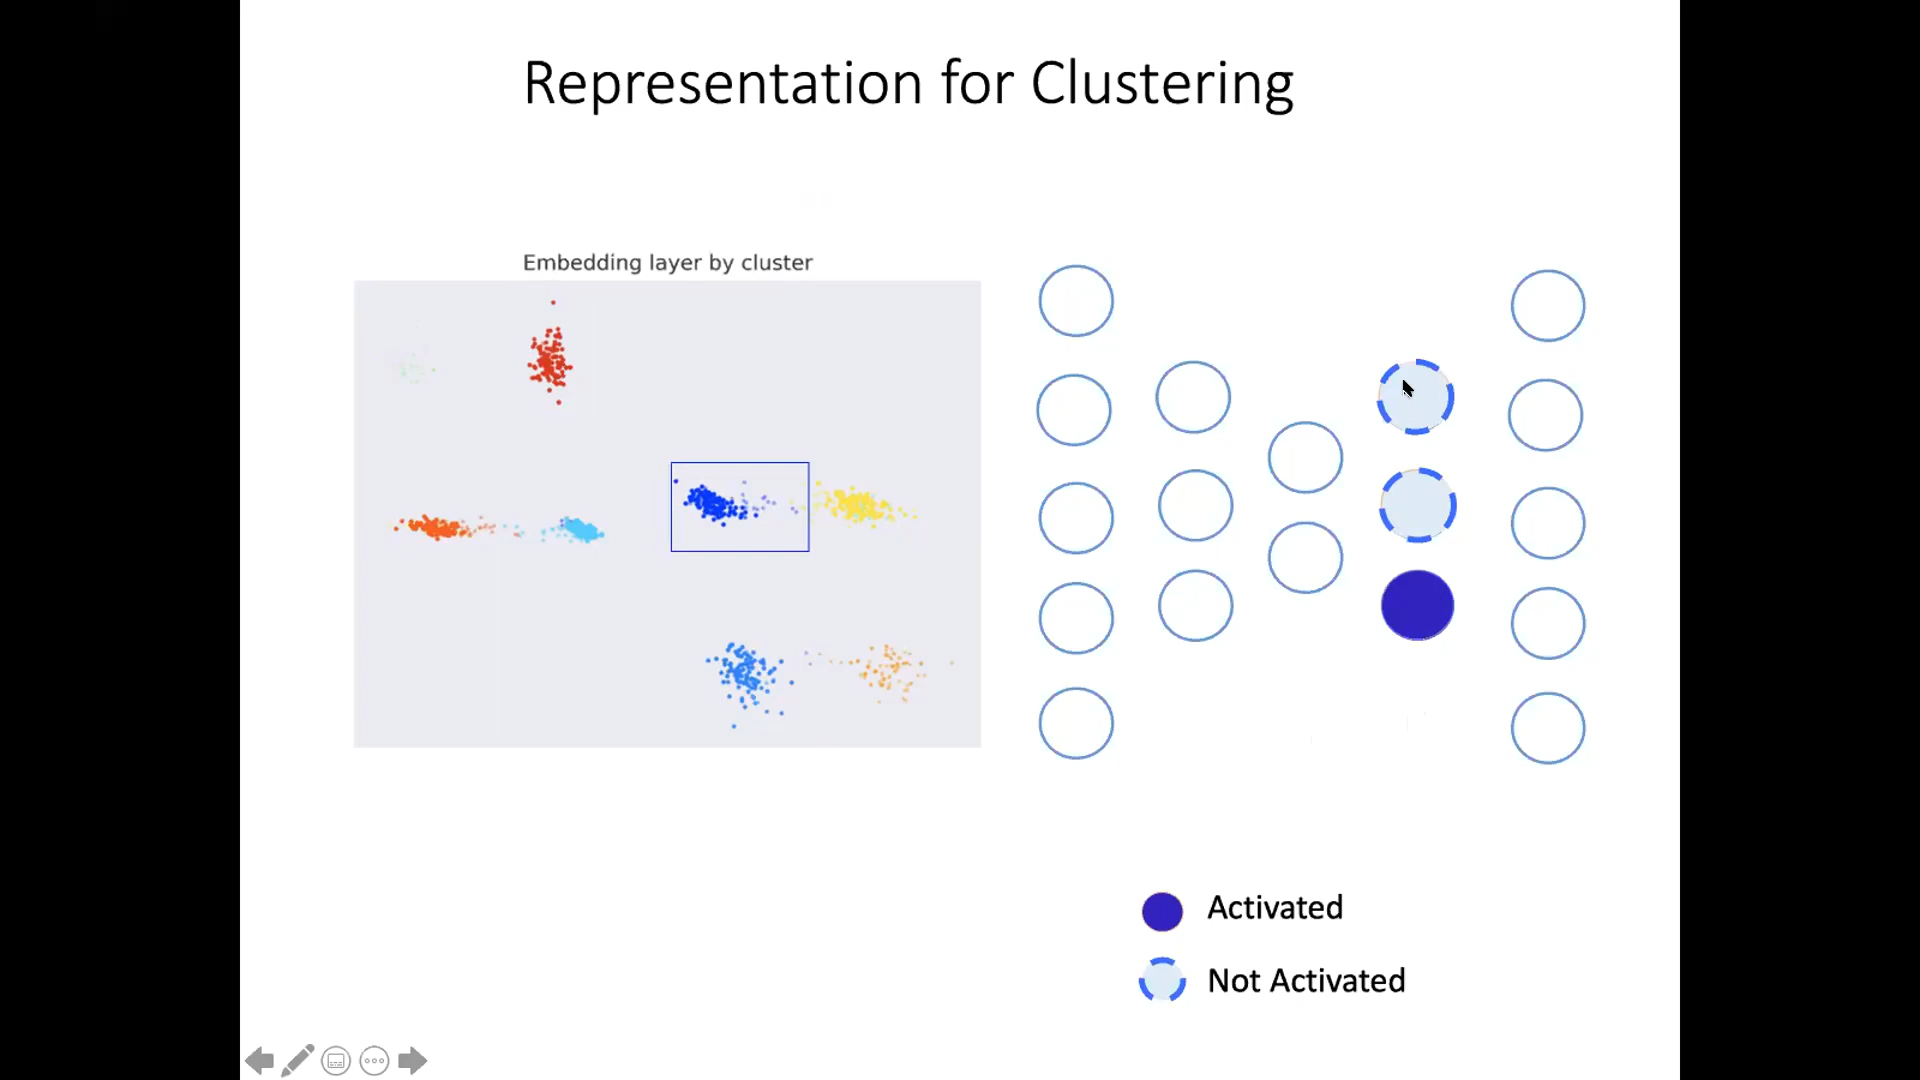 Representation for Clustering
Embedding layer by cluster
Activated
Not Activated